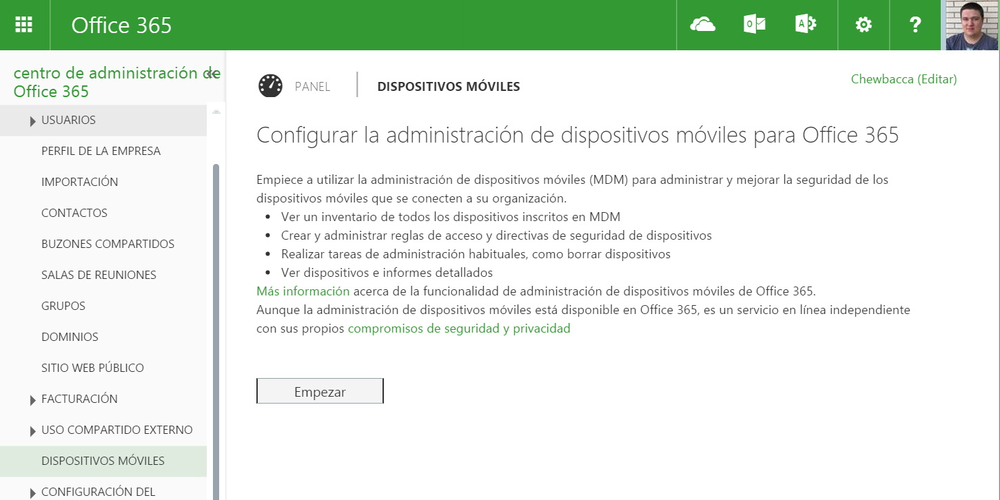 Office 365
?
centro de administración de
Office 365
USUARIOS
PERFIL DE LA EMPRESA
IMPORTACIÓN
CONTACTOS
BUZONES COMPARTIDOS
SALAS DE REUNIONES
GRUPOS
DOMINIOS
SITIO WEB PÚBLICO
FACTURACIÓN
USO COMPARTIDO EXTERNO
DISPOSITIVOS MÓVILES
CONFIGURACIÓN DEL
PANEL
DISPOSITIVOS MÓVILES
Chewbacca (Editar)
Configurar la administración de dispositivos móviles para Office 365
Empiece a utilizar la administración de dispositivos móviles (MDM) para administrar y mejorar la seguridad de los
dispositivos móviles que se conecten a su organización.
• Ver un inventario de todos los dispositivos inscritos en MDM
• Crear y administrar reglas de acceso y directivas de seguridad de dispositivos
• Realizar tareas de administración habituales, como borrar dispositivos
• Ver dispositivos e informes detallados
Más información acerca de la funcionalidad de administración de dispositivos móviles de Office 365.
Aunque la administración de dispositivos móviles está disponible en Office 365, es un servicio en línea independiente
con sus propios compromisos de seguridad y privacidad
Empezar